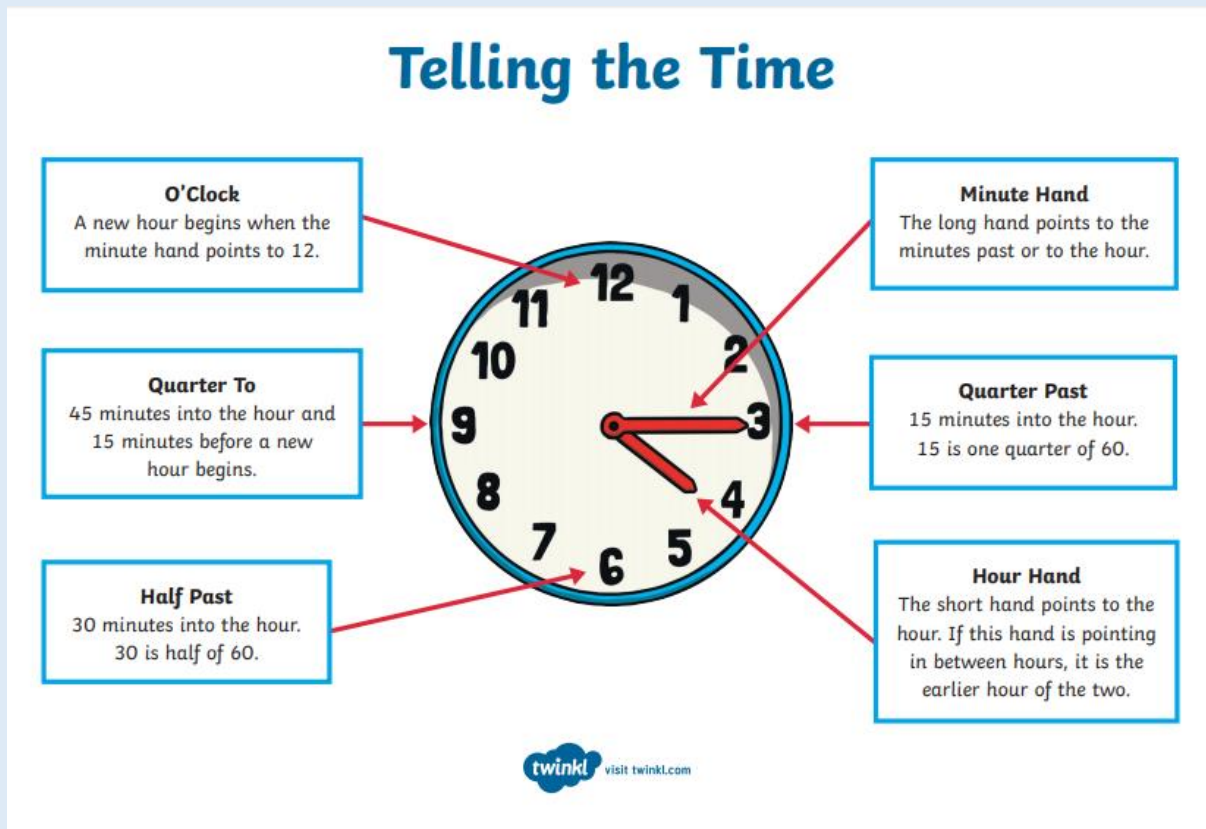 Telling the Time
O'Clock
A new hour begins when the
minute hand points to 12.
Minute Hand
The long hand points to the
minutes past or to the hour.
Quarter To
45 minutes into the hour and
15 minutes before a new
hour begins.
Quarter Past
15 minutes into the hour.
15 is one quarter of 60.
Half Past
30 minutes into the hour.
30 is half of 60.
Hour Hand
The short hand points to the
hour. If this hand is pointing
in between hours, it is the
earlier hour of the two.
12
1
2
3
4
5
6
7
8
9
10
11
twinkl visit twinkl.com